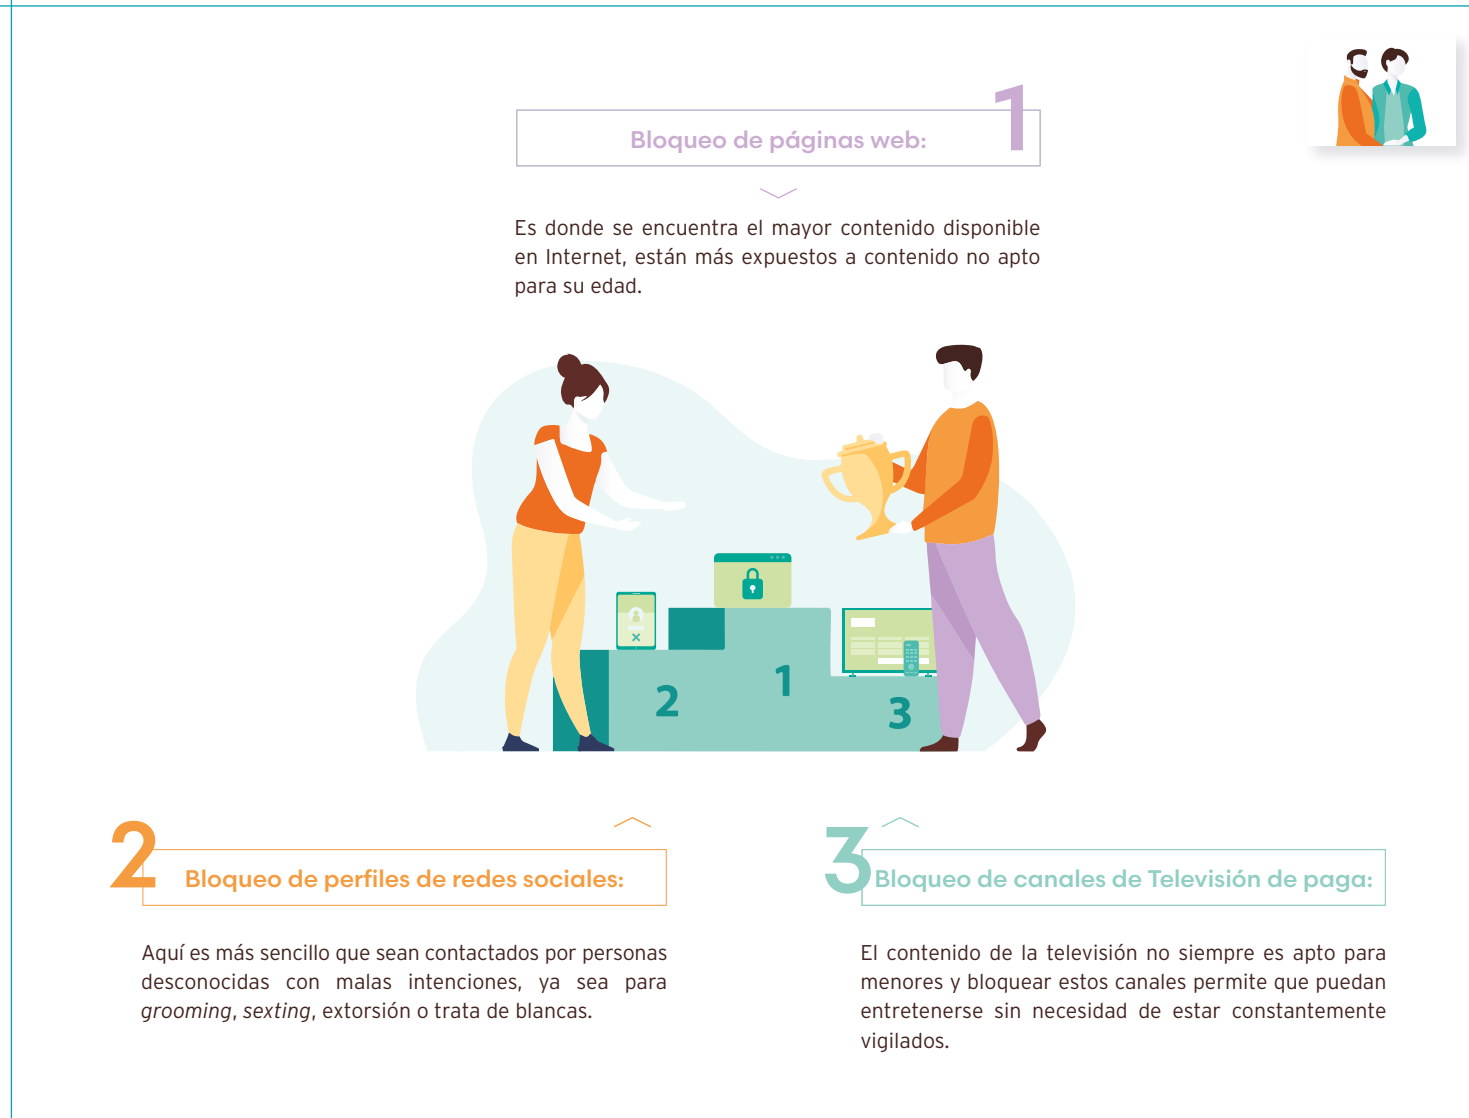 1
Bloqueo de páginas web:
Es donde se encuentra el mayor contenido disponible
en Internet, están más expuestos a contenido no apto
para su edad.
1
2
3
2
Bloqueo de perfiles de redes sociales:
Aquí es más sencillo que sean contactados por personas
desconocidas con malas intenciones, ya sea para
grooming, sexting, extorsión o trata de blancas.
3
Bloqueo de canales de Televisión de paga:
El contenido de la televisión no siempre es apto para
menores y bloquear estos canales permite que puedan
entretenerse sin necesidad de estar constantemente
vigilados.